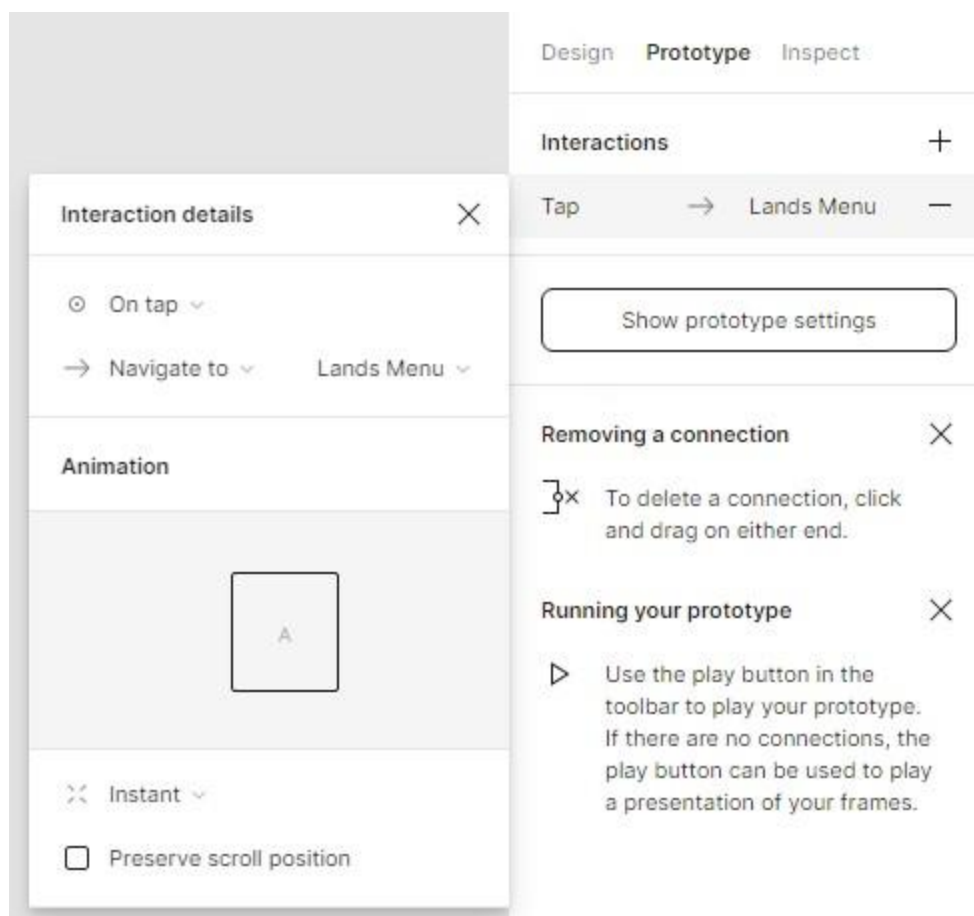 Design Prototype Inspect
Interactions
Tap Lands Menu
Show prototype settings
Removing a connection
To delete a connection, click
and drag on either end.
Running your prototype
Use the play button in the
toolbar to play your prototype.
If there are no connections, the
play button can be used to play
a presentation of your frames.
Interaction details
On tap
Navigate to Lands Menu
Animation
A
Instant
Preserve scroll position